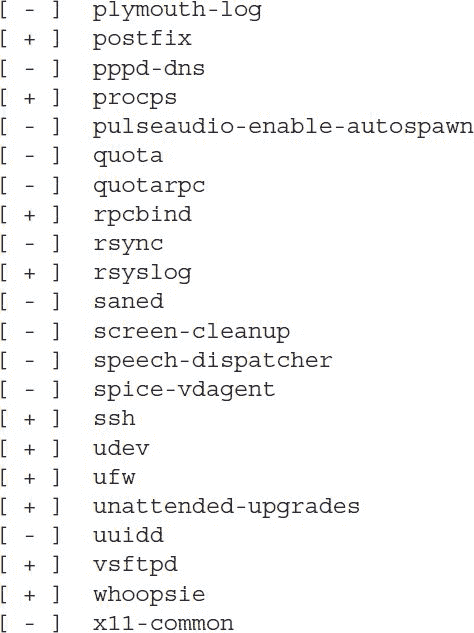 [ - ] plymouth-log
[ + ] postfix
[ - ] pppd-dns
[ + ] procps
[ - ] pulseaudio-enable-autospawn
[ - ] quota
[ - ] quotarpc
[ + ] rpcbind
[ - ] rsync
[ + ] rsyslog
[ - ] saned
[ - ] screen-cleanup
[ - ] speech-dispatcher
[ - ] spice-vdagent
[ + ] ssh
[ + ] udev
[ + ] ufw
[ + ] unattended-upgrades
[ - ] uuidd
[ + ] vsftpd
[ + ] whoopsie
[ - ] x11-common